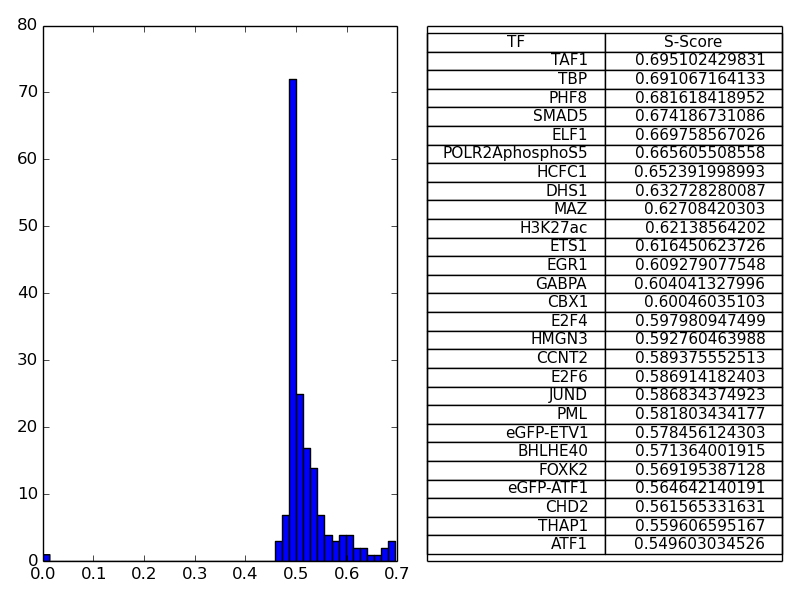 80
70
60
50
40
30
20
10
0
0.0 0.1 0.2 0.3 0.4 0.5 0.6 0.7
TF S-Score
TAF1 0.695102429831
TBP 0.691067164133
PHF8 0.681618418952
SMAD5 0.674186731086
ELF1 0.669758567026
POLR2AphosphoS5 0.665605508558
HCFC1 0.652391998993
DHS1 0.632728280087
MAZ 0.62708420303
H3K27ac 0.62138564202
ETS1 0.616450623726
EGR1 0.609279077548
GABPA 0.604041327996
CBX1 0.60046035103
E2F4 0.597980947499
HMGN3 0.592760463988
CCNT2 0.589375552513
E2F6 0.586914182403
JUND 0.586834374923
PML 0.581803434177
eGFP-ETV1 0.578456124303
BHLHE40 0.571364001915
FOXK2 0.569195387128
eGFP-ATF1 0.564642140191
CHD2 0.561565331631
THAP1 0.559606595167
ATF1 0.549603034526